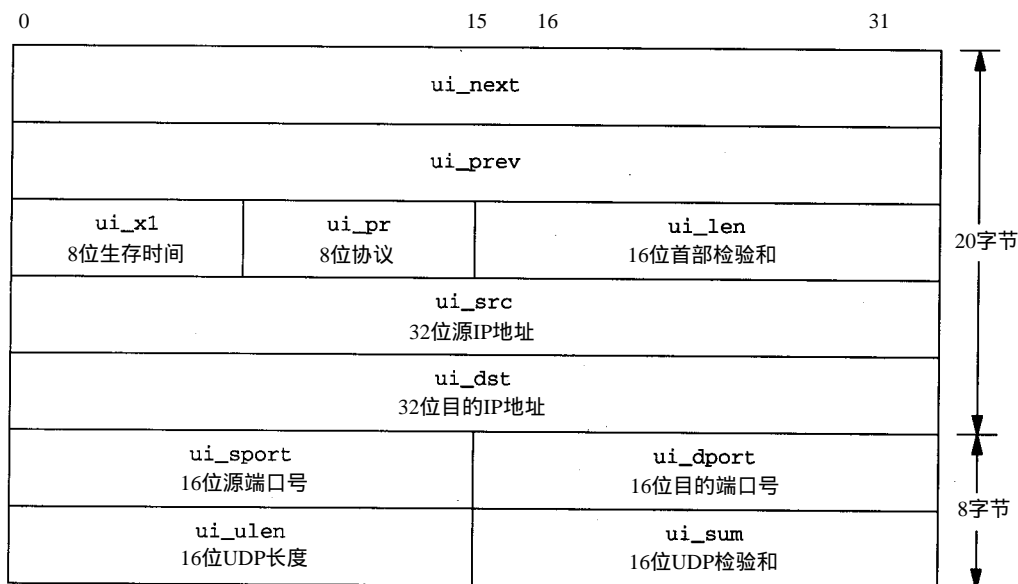 0 15 16 31
ui_next
ui_prev
ui_x1 ui_pr ui_len
8位生存时间 8位协议 16位首部检验和
20字节
ui_src
32位源IP地址
ui_dst
32位目的IP地址
ui_sport ui_dport
16位源端口号 16位目的端口号
8字节
ui_ulen ui_sum
16位UDP长度 16位UDP检验和